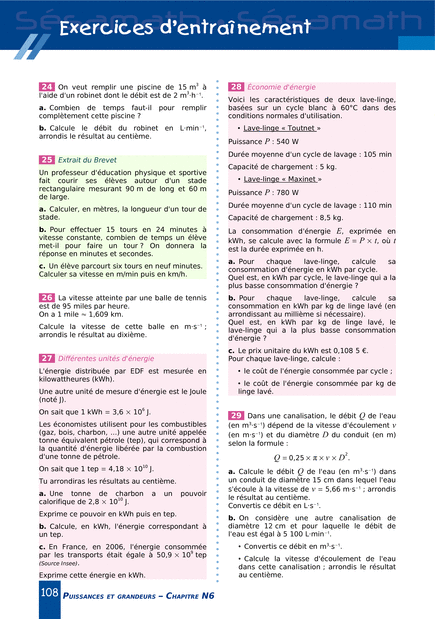 Exercices d'entraînement
24 On veut remplir une piscine de 15 m³ à
l'aide d'un robinet dont le débit est de 2 m³·h⁻¹.
a. Combien de temps faut-il pour remplir
complètement cette piscine ?
b. Calcule le débit du robinet en L·min⁻¹,
arrondis le résultat au centième.
25 Extrait du Brevet
Un professeur d'éducation physique et sportive
fait courir ses élèves autour d'un stade
rectangulaire mesurant 90 m de long et 60 m
de large.
a. Calculer, en mètres, la longueur d'un tour de
stade.
b. Pour effectuer 15 tours en 24 minutes à
vitesse constante, combien de temps un élève
met-il pour faire un tour ? On donnera la
réponse en minutes et secondes.
c. Un élève parcourt six tours en neuf minutes.
Calculer sa vitesse en m/min puis en km/h.
26 La vitesse atteinte par une balle de tennis
est de 95 miles par heure.
On a 1 mile ≈ 1,609 km.
Calcule la vitesse de cette balle en m·s⁻¹ ;
arrondis le résultat au dixième.
27 Différentes unités d'énergie
L'énergie distribuée par EDF est mesurée en
kilowattheures (kWh).
Une autre unité de mesure d'énergie est le Joule
(noté J).
On sait que 1 kWh = 3,6 × 10⁶ J.
Les économistes utilisent pour les combustibles
(gaz, bois, charbon, ...) une autre unité appelée
tonne équivalent pétrole (tep), qui correspond à
la quantité d'énergie libérée par la combustion
d'une tonne de pétrole.
On sait que 1 tep = 4,18 × 10¹⁰ J.
Tu arrondiras les résultats au centième.
a. Une tonne de charbon a un pouvoir
calorifique de 2,8 × 10¹⁰ J.
Exprime ce pouvoir en kWh puis en tep.
b. Calcule, en kWh, l'énergie correspondant à
un tep.
c. En France, en 2006, l'énergie consommée
par les transports était égale à 50,9 × 10⁶ tep
(Source Insee).
Exprime cette énergie en kWh.
28 Économie d'énergie
Voici les caractéristiques de deux lave-linge,
basées sur un cycle blanc à 60°C dans des
conditions normales d'utilisation.
• Lave-linge « Toutnet »
Puissance P : 540 W
Durée moyenne d'un cycle de lavage : 105 min
Capacité de chargement : 5 kg.
• Lave-linge « Maxinet »
Puissance P : 780 W
Durée moyenne d'un cycle de lavage : 110 min
Capacité de chargement : 8,5 kg.
La consommation d'énergie E, exprimée en
kWh, se calcule avec la formule E = P × t, où t
est la durée exprimée en h.
a. Pour chaque lave-linge, calcule sa
consommation d'énergie en kWh par cycle.
Quel est, en kWh par cycle, le lave-linge qui a la
plus basse consommation d'énergie ?
b. Pour chaque lave-linge, calcule sa
consommation en kWh par kg de linge lavé (en
arrondissant au millième si nécessaire).
Quel est, en kWh par kg de linge lavé, le
lave-linge qui a la plus basse consommation
d'énergie ?
c. Le prix unitaire du kWh est 0,108 5 €.
Pour chaque lave-linge, calcule :
• le coût de l'énergie consommée par cycle ;
• le coût de l'énergie consommée par kg de
linge lavé.
29 Dans une canalisation, le débit Q de l'eau
(en m³·s⁻¹) dépend de la vitesse d'écoulement v
(en m·s⁻¹) et du diamètre D du conduit (en m)
selon la formule :
Q = 0,25 × π × v × D².
a. Calcule le débit Q de l'eau (en m³·s⁻¹) dans
un conduit de diamètre 15 cm dans lequel l'eau
s'écoule à la vitesse de v = 5,66 m·s⁻¹ ; arrondis
le résultat au centième.
Convertis ce débit en L·s⁻¹.
b. On considère une autre canalisation de
diamètre 12 cm et pour laquelle le débit de
l'eau est égal à 5 100 L·min⁻¹.
• Convertis ce débit en m³·s⁻¹.
• Calcule la vitesse d'écoulement de l'eau
dans cette canalisation ; arrondis le résultat
au centième.
108 PUISSANCES ET GRANDEURS – CHAPITRE N6